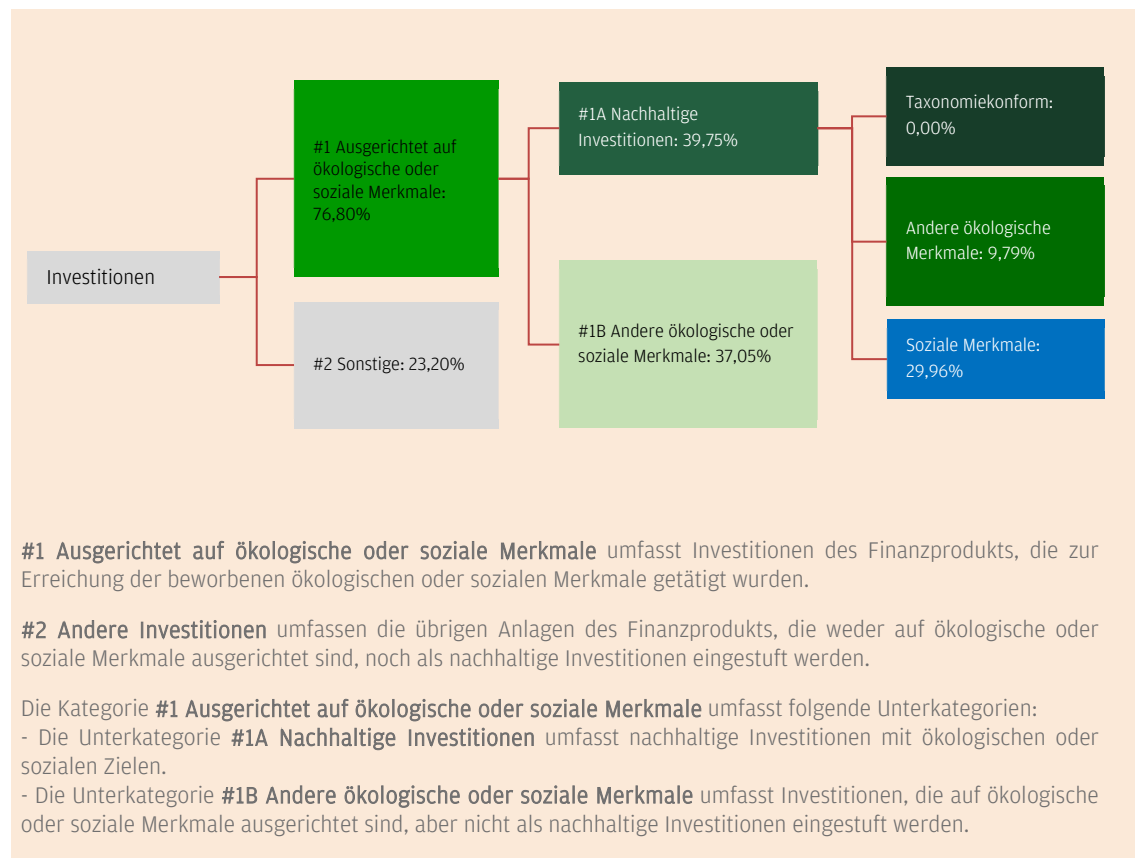 Investitionen
#1 Ausgerichtet auf
ökologische oder
soziale Merkmale:
76,80%
#2 Sonstige: 23,20%
#1A Nachhaltige
Investitionen: 39,75%
#1B Andere ökologische oder
soziale Merkmale: 37,05%
Taxonomiekonform:
0,00%
Andere ökologische
Merkmale: 9,79%
Soziale Merkmale:
29,96%
#1 Ausgerichtet auf ökologische oder soziale Merkmale umfasst Investitionen des Finanzprodukts, die zur
Erreichung der beworbenen ökologischen oder sozialen Merkmale getätigt wurden.
#2 Andere Investitionen umfassen die übrigen Anlagen des Finanzprodukts, die weder auf ökologische oder
soziale Merkmale ausgerichtet sind, noch als nachhaltige Investitionen eingestuft werden.
Die Kategorie #1 Ausgerichtet auf ökologische oder soziale Merkmale umfasst folgende Unterkategorien:
- Die Unterkategorie #1A Nachhaltige Investitionen umfasst nachhaltige Investitionen mit ökologischen oder
sozialen Zielen.
- Die Unterkategorie #1B Andere ökologische oder soziale Merkmale umfasst Investitionen, die auf ökologische
oder soziale Merkmale ausgerichtet sind, aber nicht als nachhaltige Investitionen eingestuft werden.